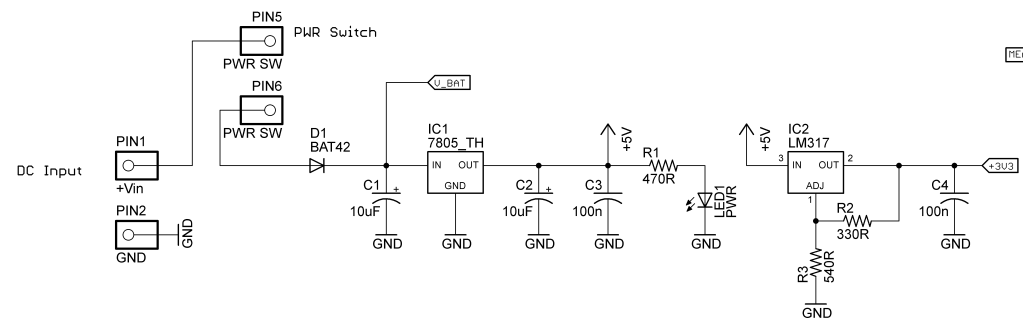 PIN5
PWR Switch
PWR SW
PIN6
PWR SW
V_BAT
D1
BAT42
IC1
7805_TH
IN
OUT
GND
+5V
R1
470R
+5V
IC2
LM317
3
IN
OUT
2
ADJ
1
+3V3
PIN1
DC Input
+Vin
PIN2
GND
GND
C1
+
10uF
GND
GND
C2
+
10uF
GND
C3
100n
GND
LED1
PWR
GND
R2
330R
R3
540R
GND
C4
100n
GND